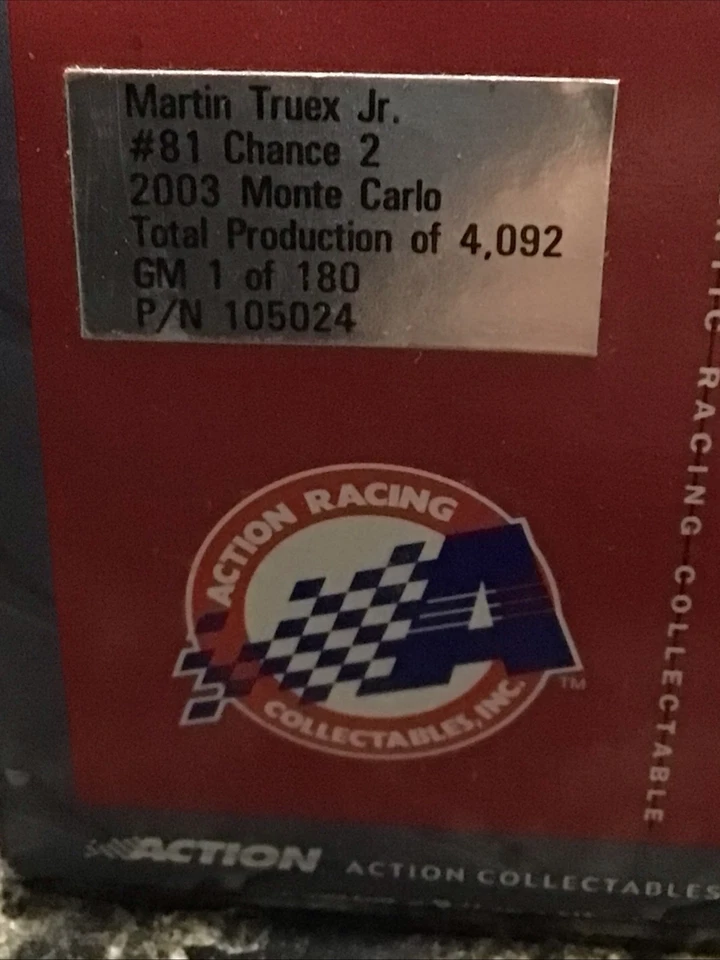 Martin Truex Jr.
#81 Chance 2
2003 Monte Carlo
Total Production of 4,092
GM 1 of 180
P/N 105024
ACTION RACING
A
COLLECTABLES, INC.
TM
RACING COLLECTABLE
ACTION ACTION COLLECTABLES